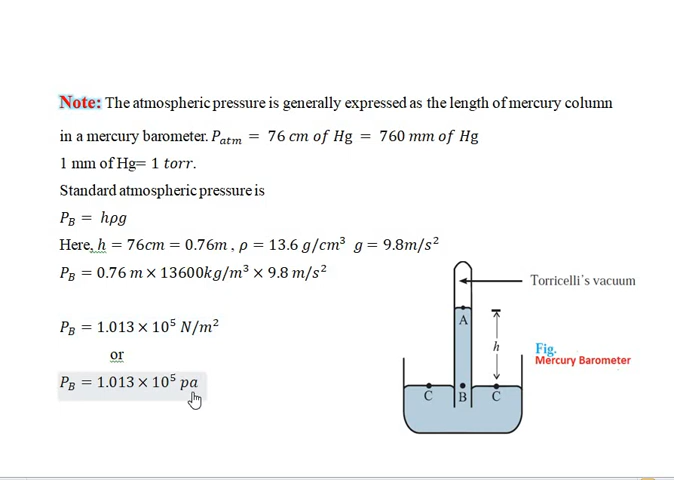 Note: The atmospheric pressure is generally expressed as the length of mercury column
in a mercury barometer. Pₐₜₘ = 76 cm of Hg = 760 mm of Hg
1 mm of Hg= 1 torr.
Standard atmospheric pressure is
P_B = hρg
Here, h = 76cm = 0.76m , ρ = 13.6 g/cm³ g = 9.8m/s²
P_B = 0.76 m × 13600kg/m³ × 9.8 m/s²
Torricelli's vacuum
A
P_B = 1.013 × 10⁵ N/m²
h
Fig.
Mercury Barometer
or
P_B = 1.013 × 10⁵ pa
C B C